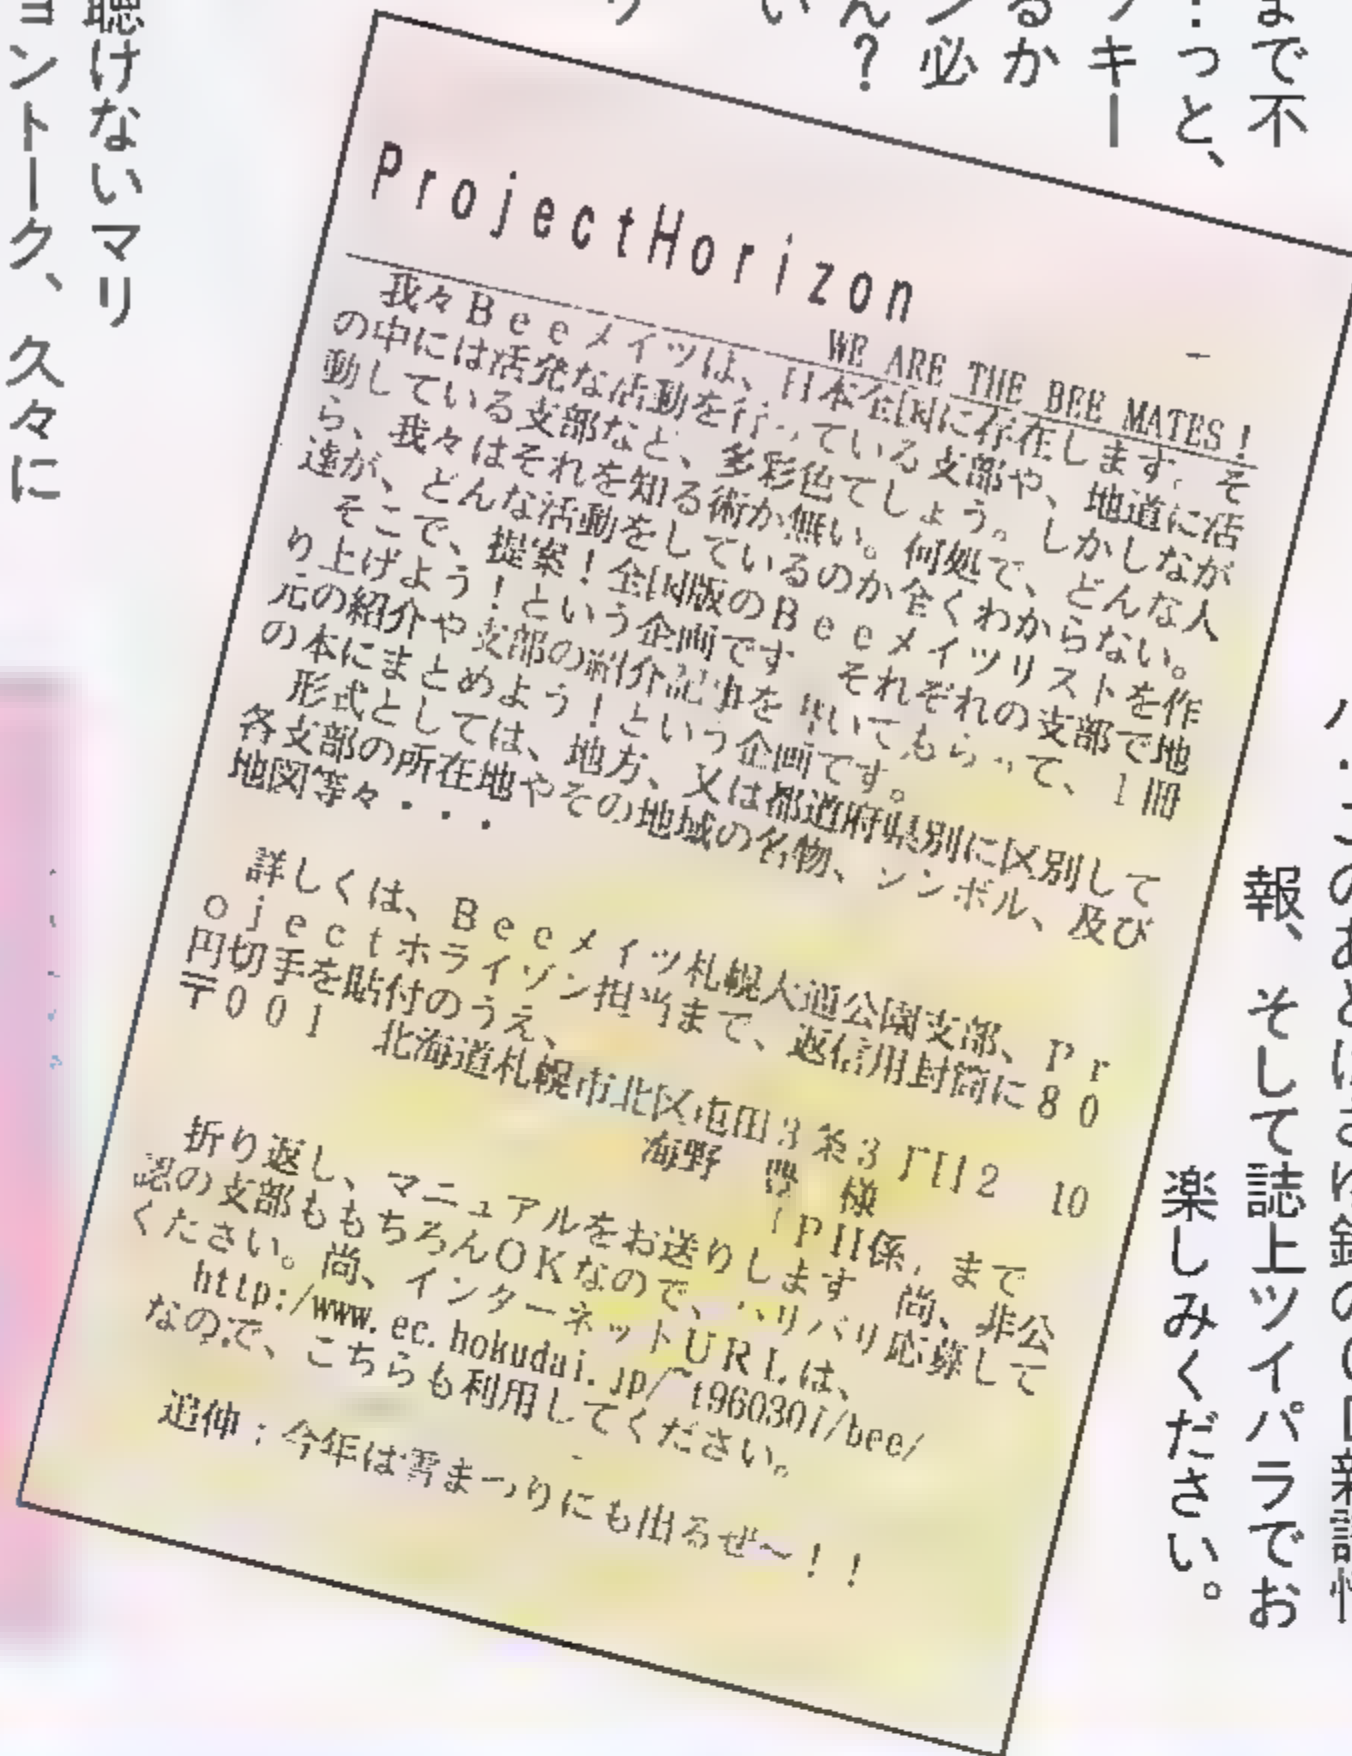 まで不
…っと、
キー
るか
ン必
ん？
い
り
ProjectHorizon
WE ARE THE BEE MATES！
　我々Ｂｅｅメイツは、日本全国に存在します。そ
の中には活発な活動を行っている支部や、地道に活
動している支部など、多彩色でしょう。しかしなが
ら、我々はそれを知る術が無い。何処で、どんな人
達が、どんな活動をしているのか全くわからない。
　そこで、提案！全国版のＢｅｅメイツリストを作
り上げよう！という企画です　それぞれの支部で地
元の紹介や支部の紹介記事を書いてもらって、１冊
の本にまとめよう！という企画です。
　形式としては、地方、又は都道府県別に区別して
各支部の所在地やその地域の名物、シンボル、及び
地図等々・・・
　詳しくは、Ｂｅｅメイツ札幌大通公園支部、Ｐｒ
ｏｊｅｃｔホライゾン担当まで、返信用封筒に８０
円切手を貼付のうえ、
〒００１　北海道札幌市北区屯田３条３丁目２　10
海野　豊　様
「ＰＨ係」まで
　折り返し、マニュアルをお送りします　尚、非公
認の支部ももちろんＯＫなので、バリバリ応募して
ください。尚、インターネットＵＲＬは、
http:/www.ec.hokudai.jp/~t960301/bee/
なので、こちらも利用してください。
追伸：今年は雪まつりにも出るぜ～！！
報、そして誌上ツイパラでお
楽しみください。
聴けないマリ
ョントーク、久々に